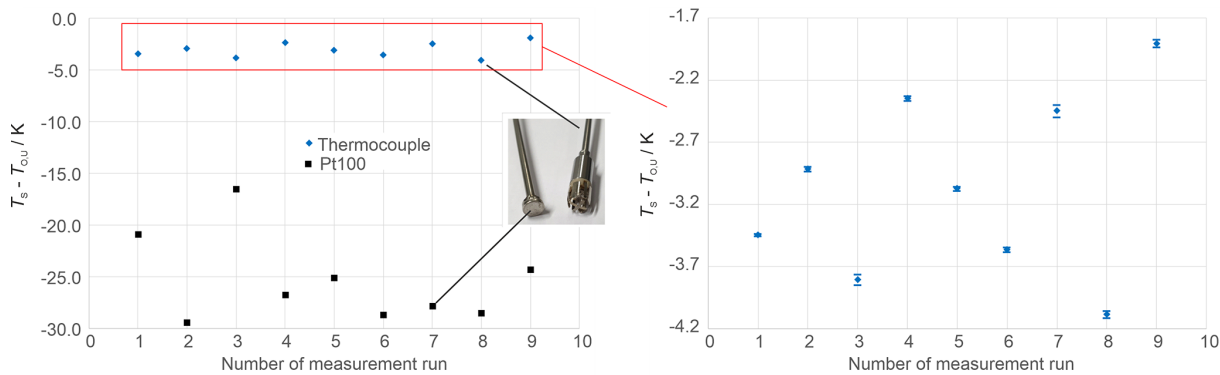 0.0
-5.0
-10.0
-15.0
-20.0
-25.0
-30.0
Ts - To,U / K
Thermocouple
Pt100
0 1 2 3 4 5 6 7 8 9 10
Number of measurement run
-1.7
-2.2
-2.7
-3.2
-3.7
-4.2
Ts - To,U / K
0 1 2 3 4 5 6 7 8 9 10
Number of measurement run